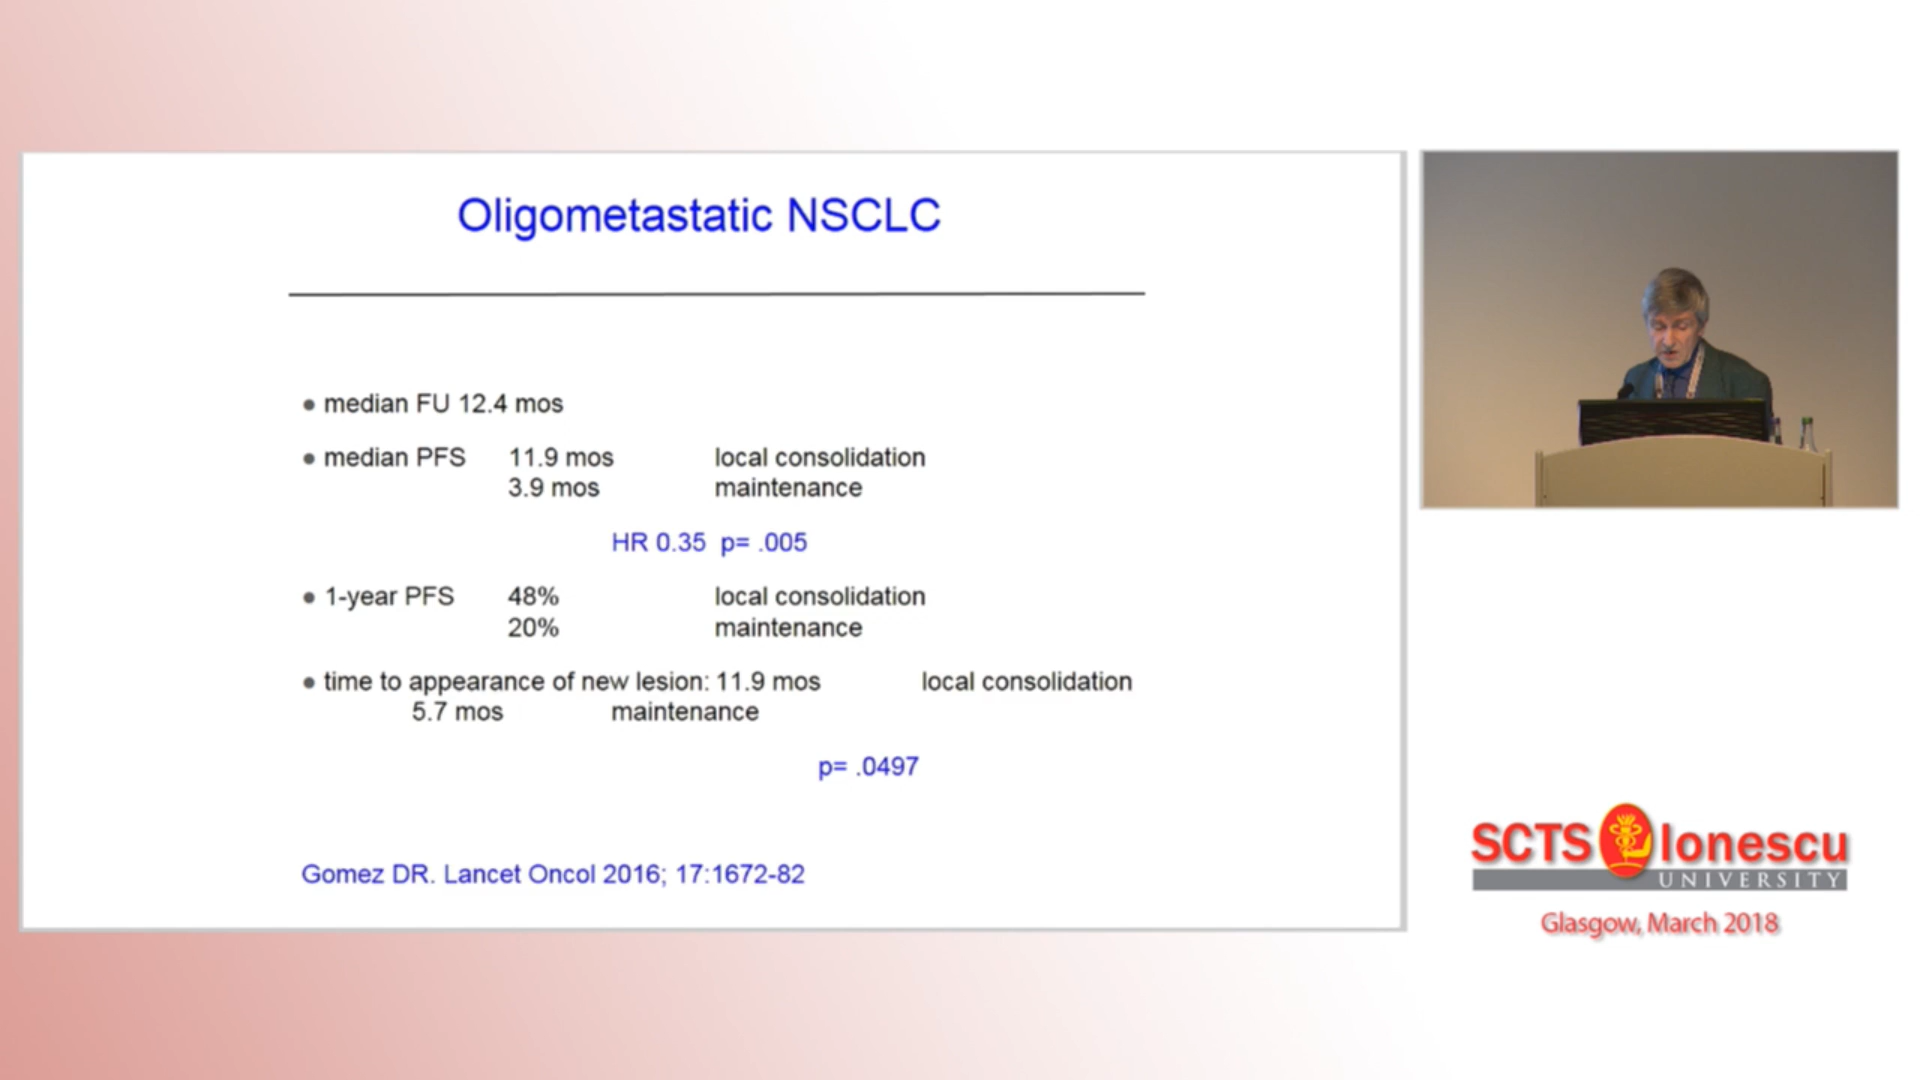 Oligometastatic NSCLC
● median FU 12.4 mos
● median PFS 11.9 mos local consolidation
3.9 mos maintenance
HR 0.35 p= .005
● 1-year PFS 48% local consolidation
20% maintenance
● time to appearance of new lesion: 11.9 mos local consolidation
5.7 mos maintenance
p= .0497
Gomez DR. Lancet Oncol 2016; 17:1672-82
SCTS Ionescu
UNIVERSITY
Glasgow, March 2018